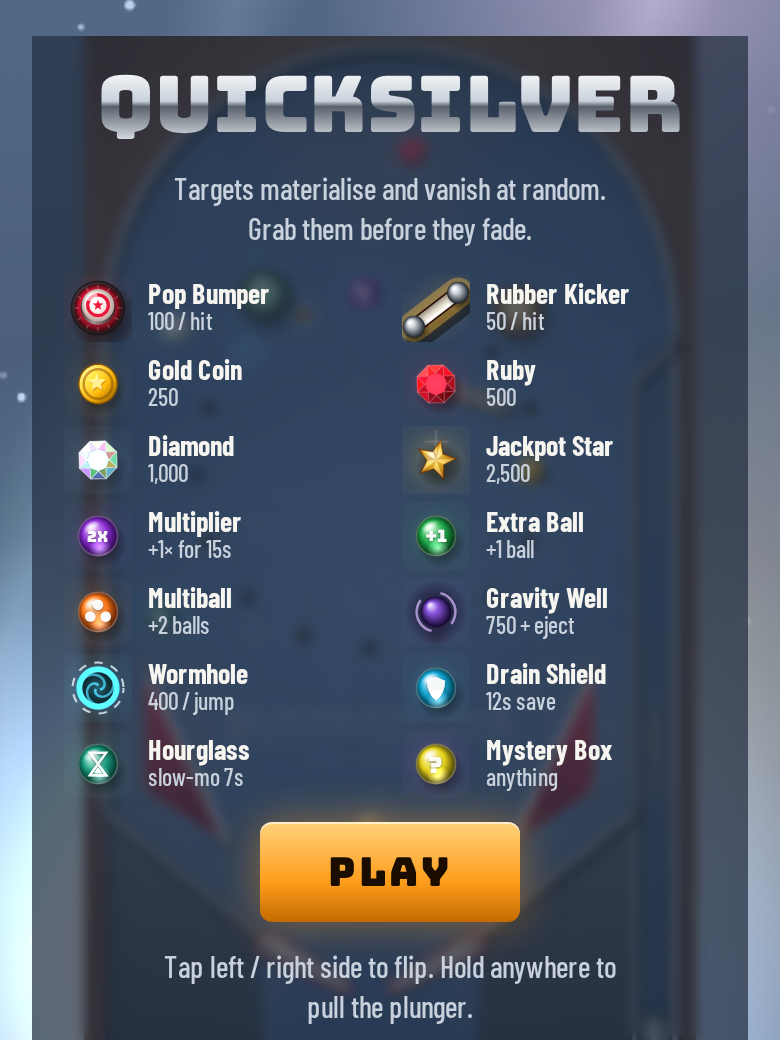 QUICKSILVER
Targets materialise and vanish at random.
Grab them before they fade.
Pop Bumper
100 / hit
Rubber Kicker
50 / hit
Gold Coin
250
Ruby
500
Diamond
1,000
Jackpot Star
2,500
2X
Multiplier
+1× for 15s
+1
Extra Ball
+1 ball
Multiball
+2 balls
Gravity Well
750 + eject
Wormhole
400 / jump
Drain Shield
12s save
Hourglass
slow-mo 7s
?
Mystery Box
anything
PLAY
Tap left / right side to flip. Hold anywhere to
pull the plunger.